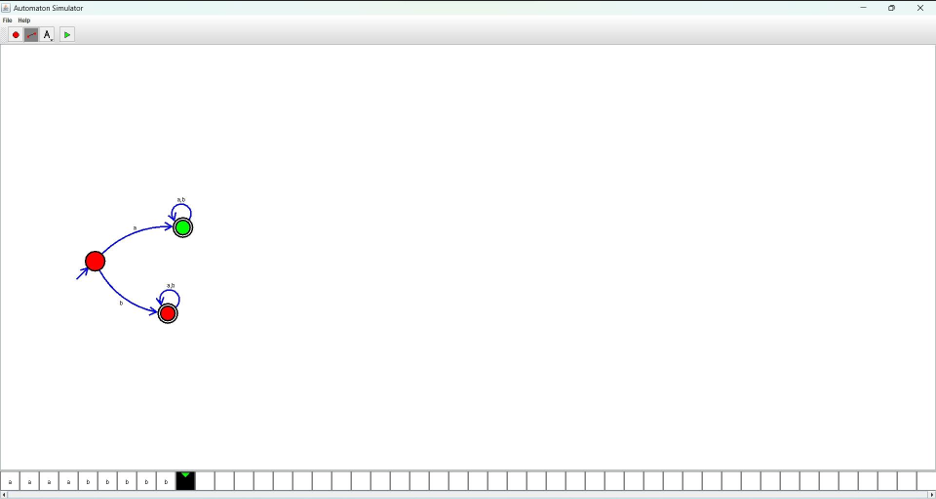 Automaton Simulator
File Help
A
a,b
a
a,b
b
a a a a b b b b b